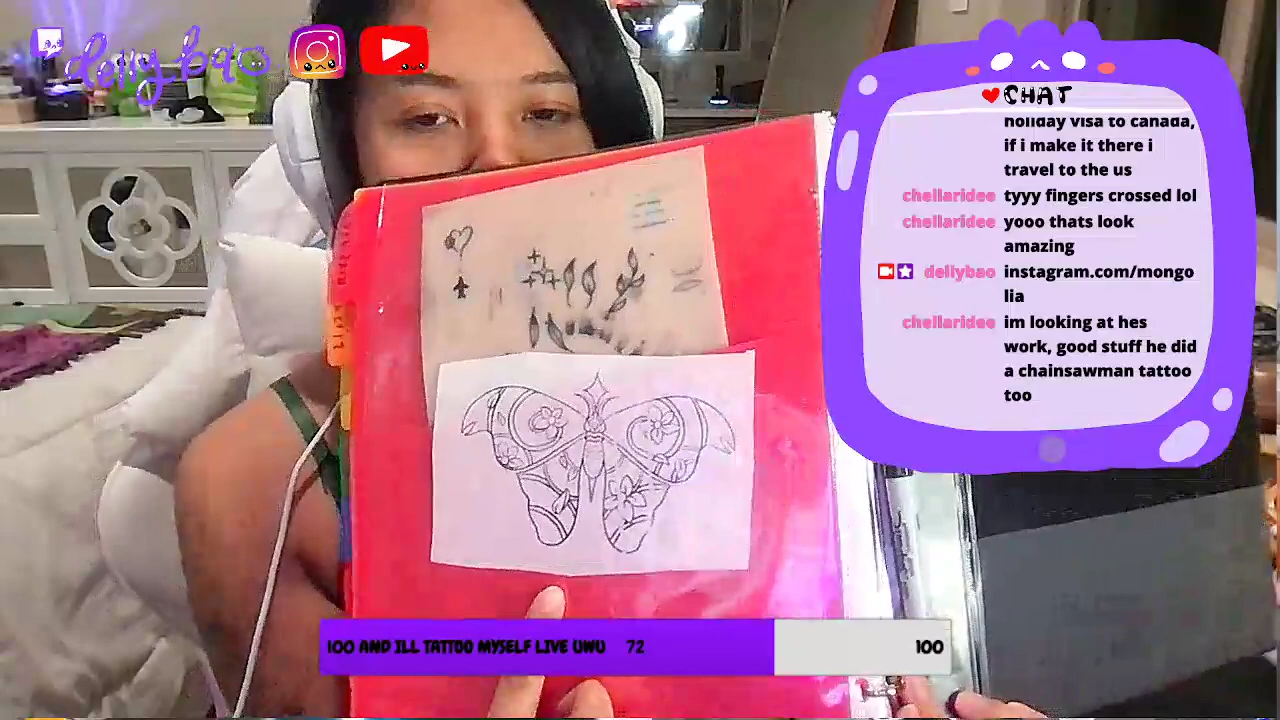 dellybao
CHAT
holiday visa to canada,
if i make it there i
travel to the us
chellaridee tyyy fingers crossed lol
chellaridee yooo thats look
amazing
dellybao instagram.com/mongo
lia
chellaridee im looking at hes
work, good stuff he did
a chainsawman tattoo
too
100 AND ILL TATTOO MYSELF LIVE UWU 72 100